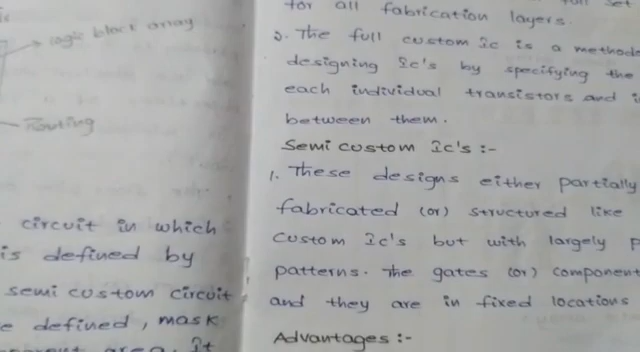 logic block array
Routing
circuit in which
is defined by
semi custom circuit
defined, mask
area. It
for all fabrication layers.
2. The full custom Ic is a
designing Ic's by specifying the
each individual transistors and
between them.
Semi custom Ic's :-
1. These designs either partially
fabricated (or) structured like
custom Ic's but with largely
patterns. The gates (or) component
and they are in fixed locations
Advantages :-